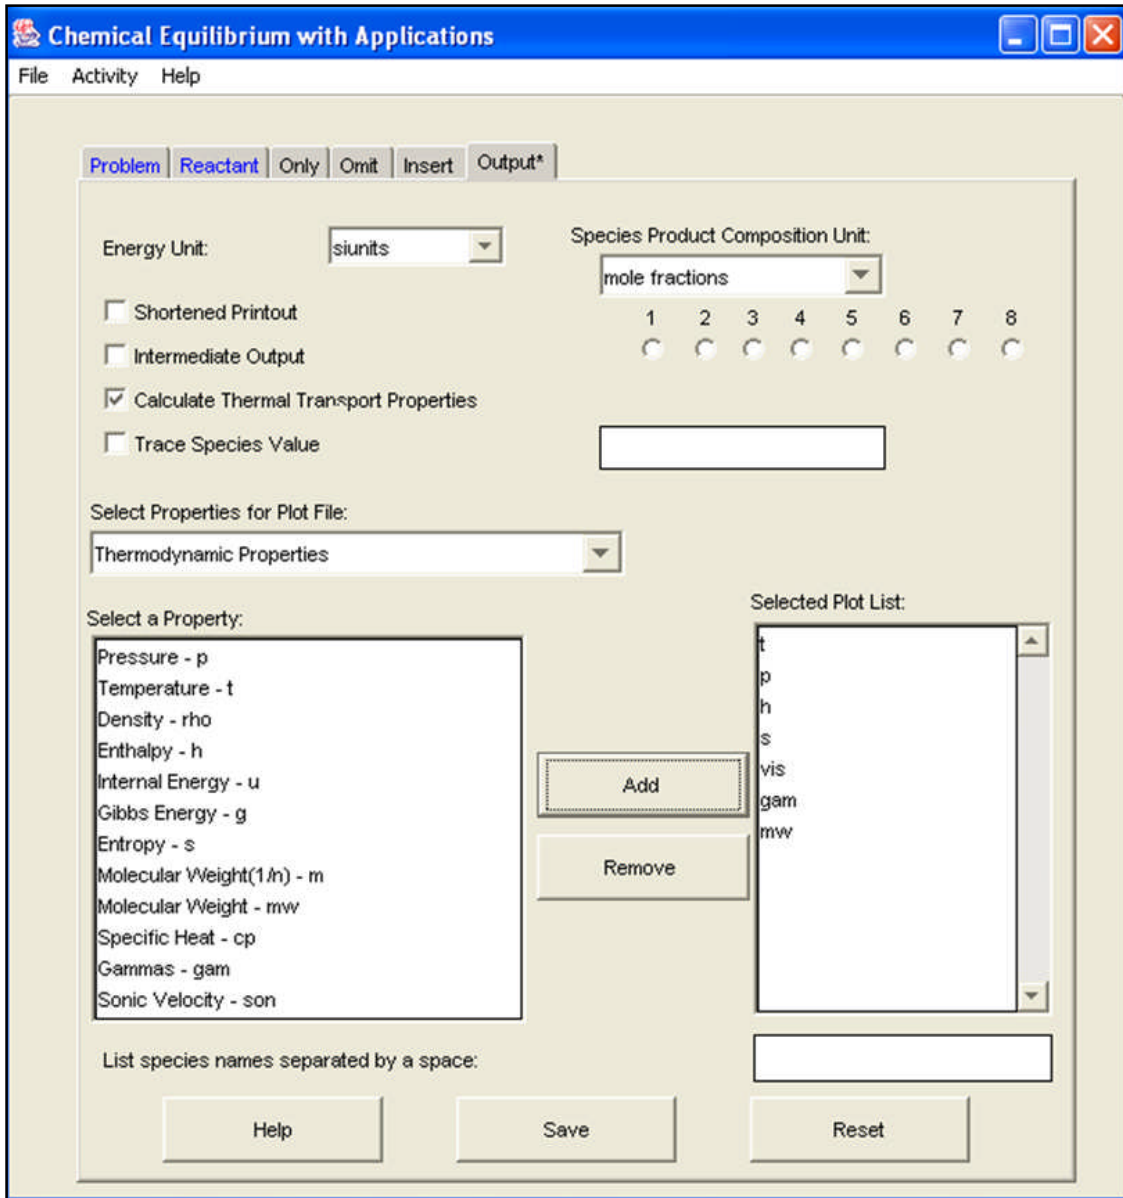 Chemical Equilibrium with Applications
File Activity Help
Problem Reactant Only Omit Insert Output*
Energy Unit:
siunits
Species Product Composition Unit:
mole fractions
1 2 3 4 5 6 7 8
Shortened Printout
Intermediate Output
Calculate Thermal Transport Properties
Trace Species Value
Select Properties for Plot File:
Thermodynamic Properties
Select a Property:
Pressure - p
Temperature - t
Density - rho
Enthalpy - h
Internal Energy - u
Gibbs Energy - g
Entropy - s
Molecular Weight(1/n) - m
Molecular Weight - mw
Specific Heat - cp
Gammas - gam
Sonic Velocity - son
Add
Remove
Selected Plot List:
t
p
h
s
vis
gam
mw
List species names separated by a space:
Help
Save
Reset